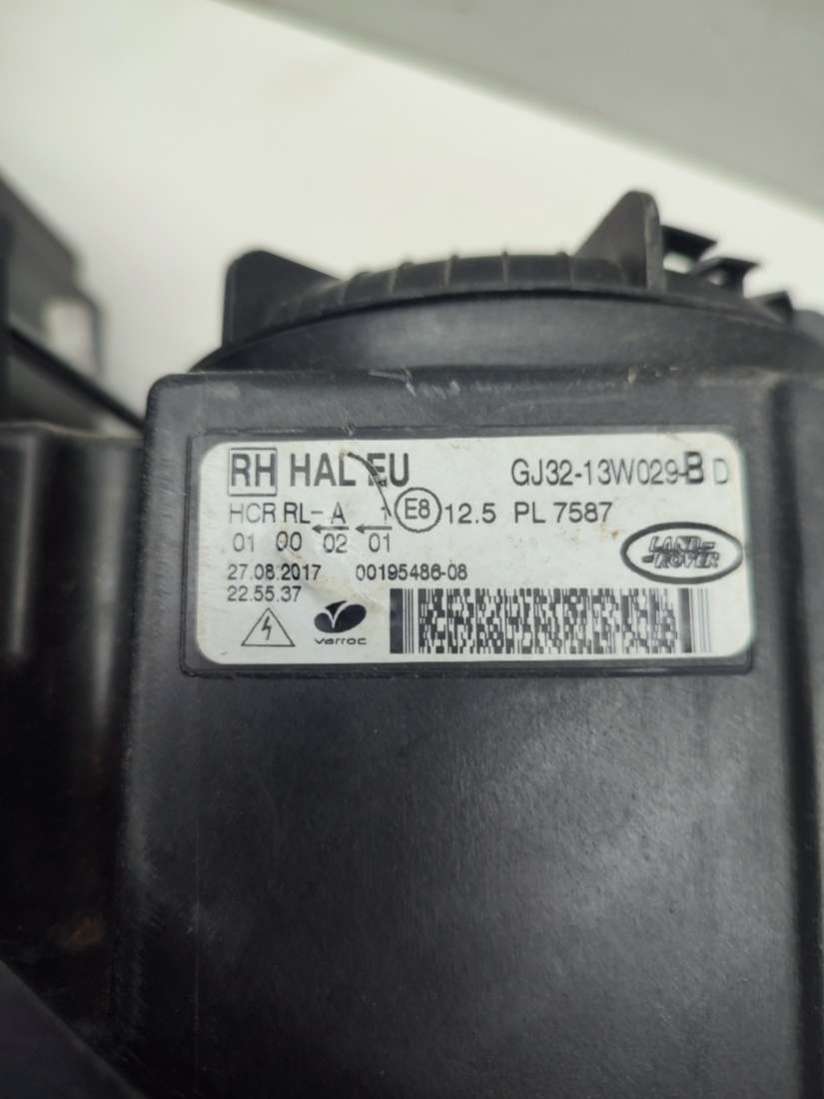 RH HAL EU GJ32-13W029-B D
HCR RL- A 1 E8 12.5 PL 7587
01 00 02 01
LAND ROVER
27.08.2017 00195486-08
22.55.37
varroc